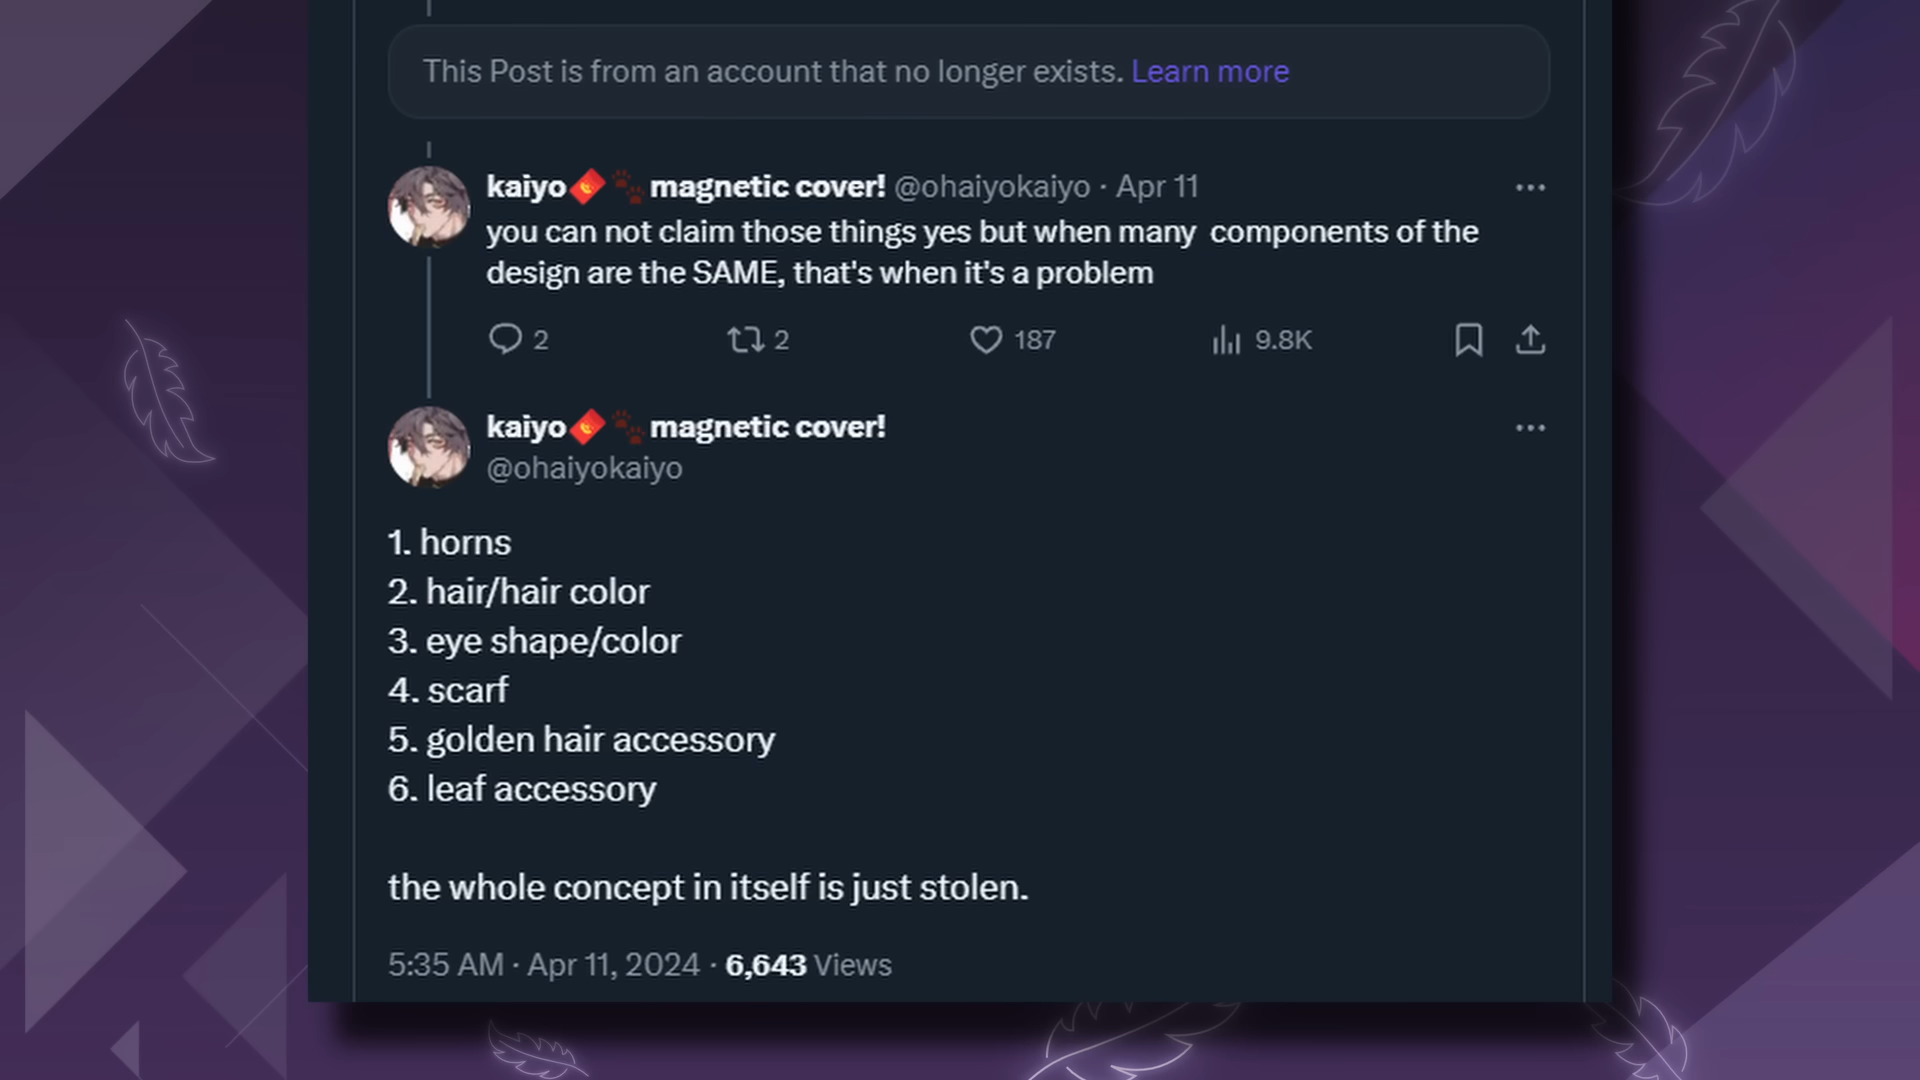 This Post is from an account that no longer exists. Learn more
kaiyo🧧🐾magnetic cover! @ohaiyokaiyo · Apr 11
you can not claim those things yes but when many  components of the
design are the SAME, that's when it's a problem
2 2 187 9.8K
kaiyo🧧🐾magnetic cover!
@ohaiyokaiyo
1. horns
2. hair/hair color
3. eye shape/color
4. scarf
5. golden hair accessory
6. leaf accessory
the whole concept in itself is just stolen.
5:35 AM · Apr 11, 2024 · 6,643 Views